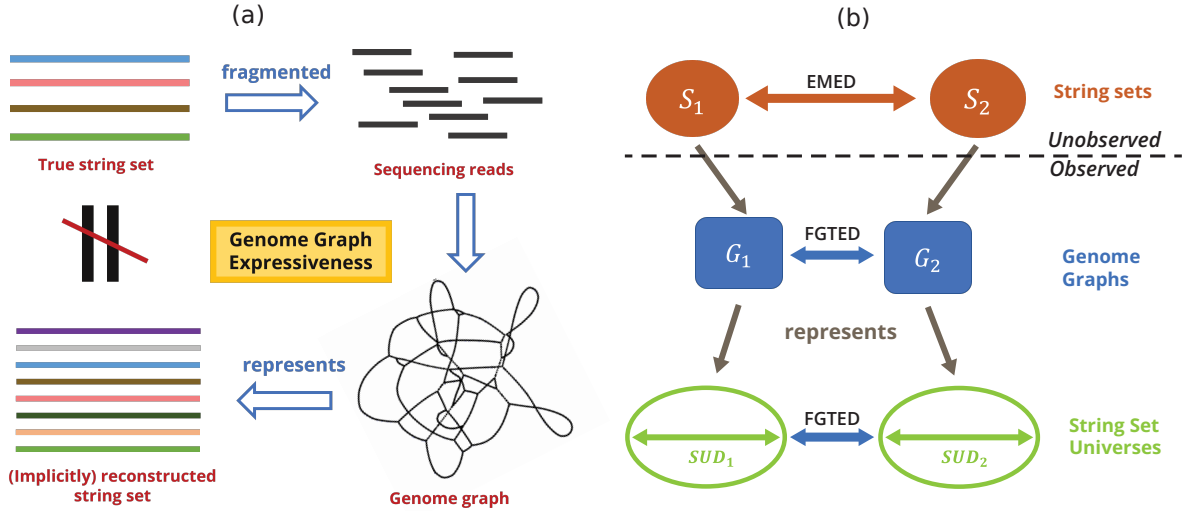 (a)
fragmented
True string set
Sequencing reads
Genome Graph
Expressiveness
represents
(Implicitly) reconstructed
string set
Genome graph
(b)
S1
EMED
S2
String sets
Unobserved
Observed
G1
FGTED
G2
Genome
Graphs
represents
FGTED
SUD1
SUD2
String Set
Universes